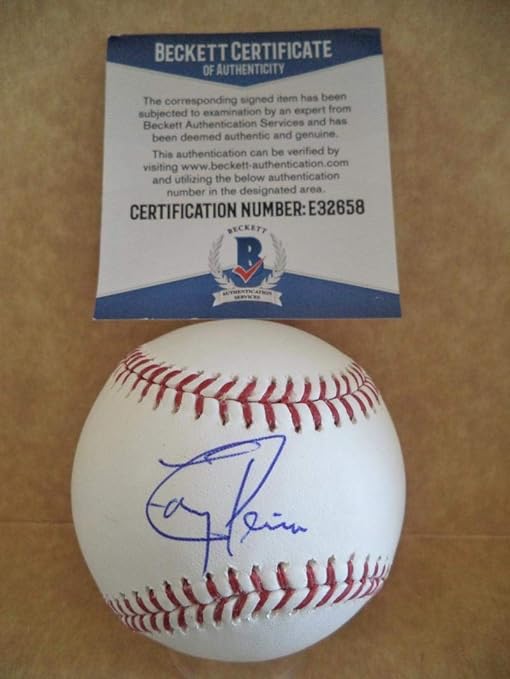 BECKETT CERTIFICATE
OF AUTHENTICITY
The corresponding signed item has been
subjected to examination by an expert from
Beckett Authentication Services and has
been deemed authentic and genuine.
This authentication can be verified by
visiting www.beckett-authentication.com
and utilizing the below authentication
number in the designated area.
CERTIFICATION NUMBER: E32658
BECKETT
B
AUTHENTICATION
SERVICES